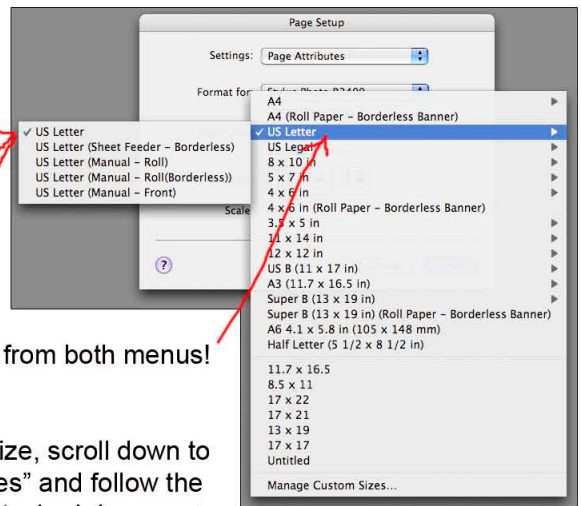 Page Setup
Settings: Page Attributes
Format for: Stylus Photo R2400
✓ US Letter
US Letter (Sheet Feeder – Borderless)
US Letter (Manual – Roll)
US Letter (Manual – Roll(Borderless))
US Letter (Manual – Front)
Scale
?
A4
A4 (Roll Paper – Borderless Banner)
✓ US Letter
US Legal
8 x 10 in
5 x 7 in
4 x 6 in
4 x 6 in (Roll Paper – Borderless Banner)
3.5 x 5 in
11 x 14 in
12 x 12 in
US B (11 x 17 in)
A3 (11.7 x 16.5 in)
Super B (13 x 19 in)
Super B (13 x 19 in) (Roll Paper – Borderless Banner)
A6 4.1 x 5.8 in (105 x 148 mm)
Half Letter (5 1/2 x 8 1/2 in)
11.7 x 16.5
8.5 x 11
17 x 22
17 x 21
13 x 19
17 x 17
Untitled
Manage Custom Sizes...
from both menus!
ize, scroll down to
es” and follow the